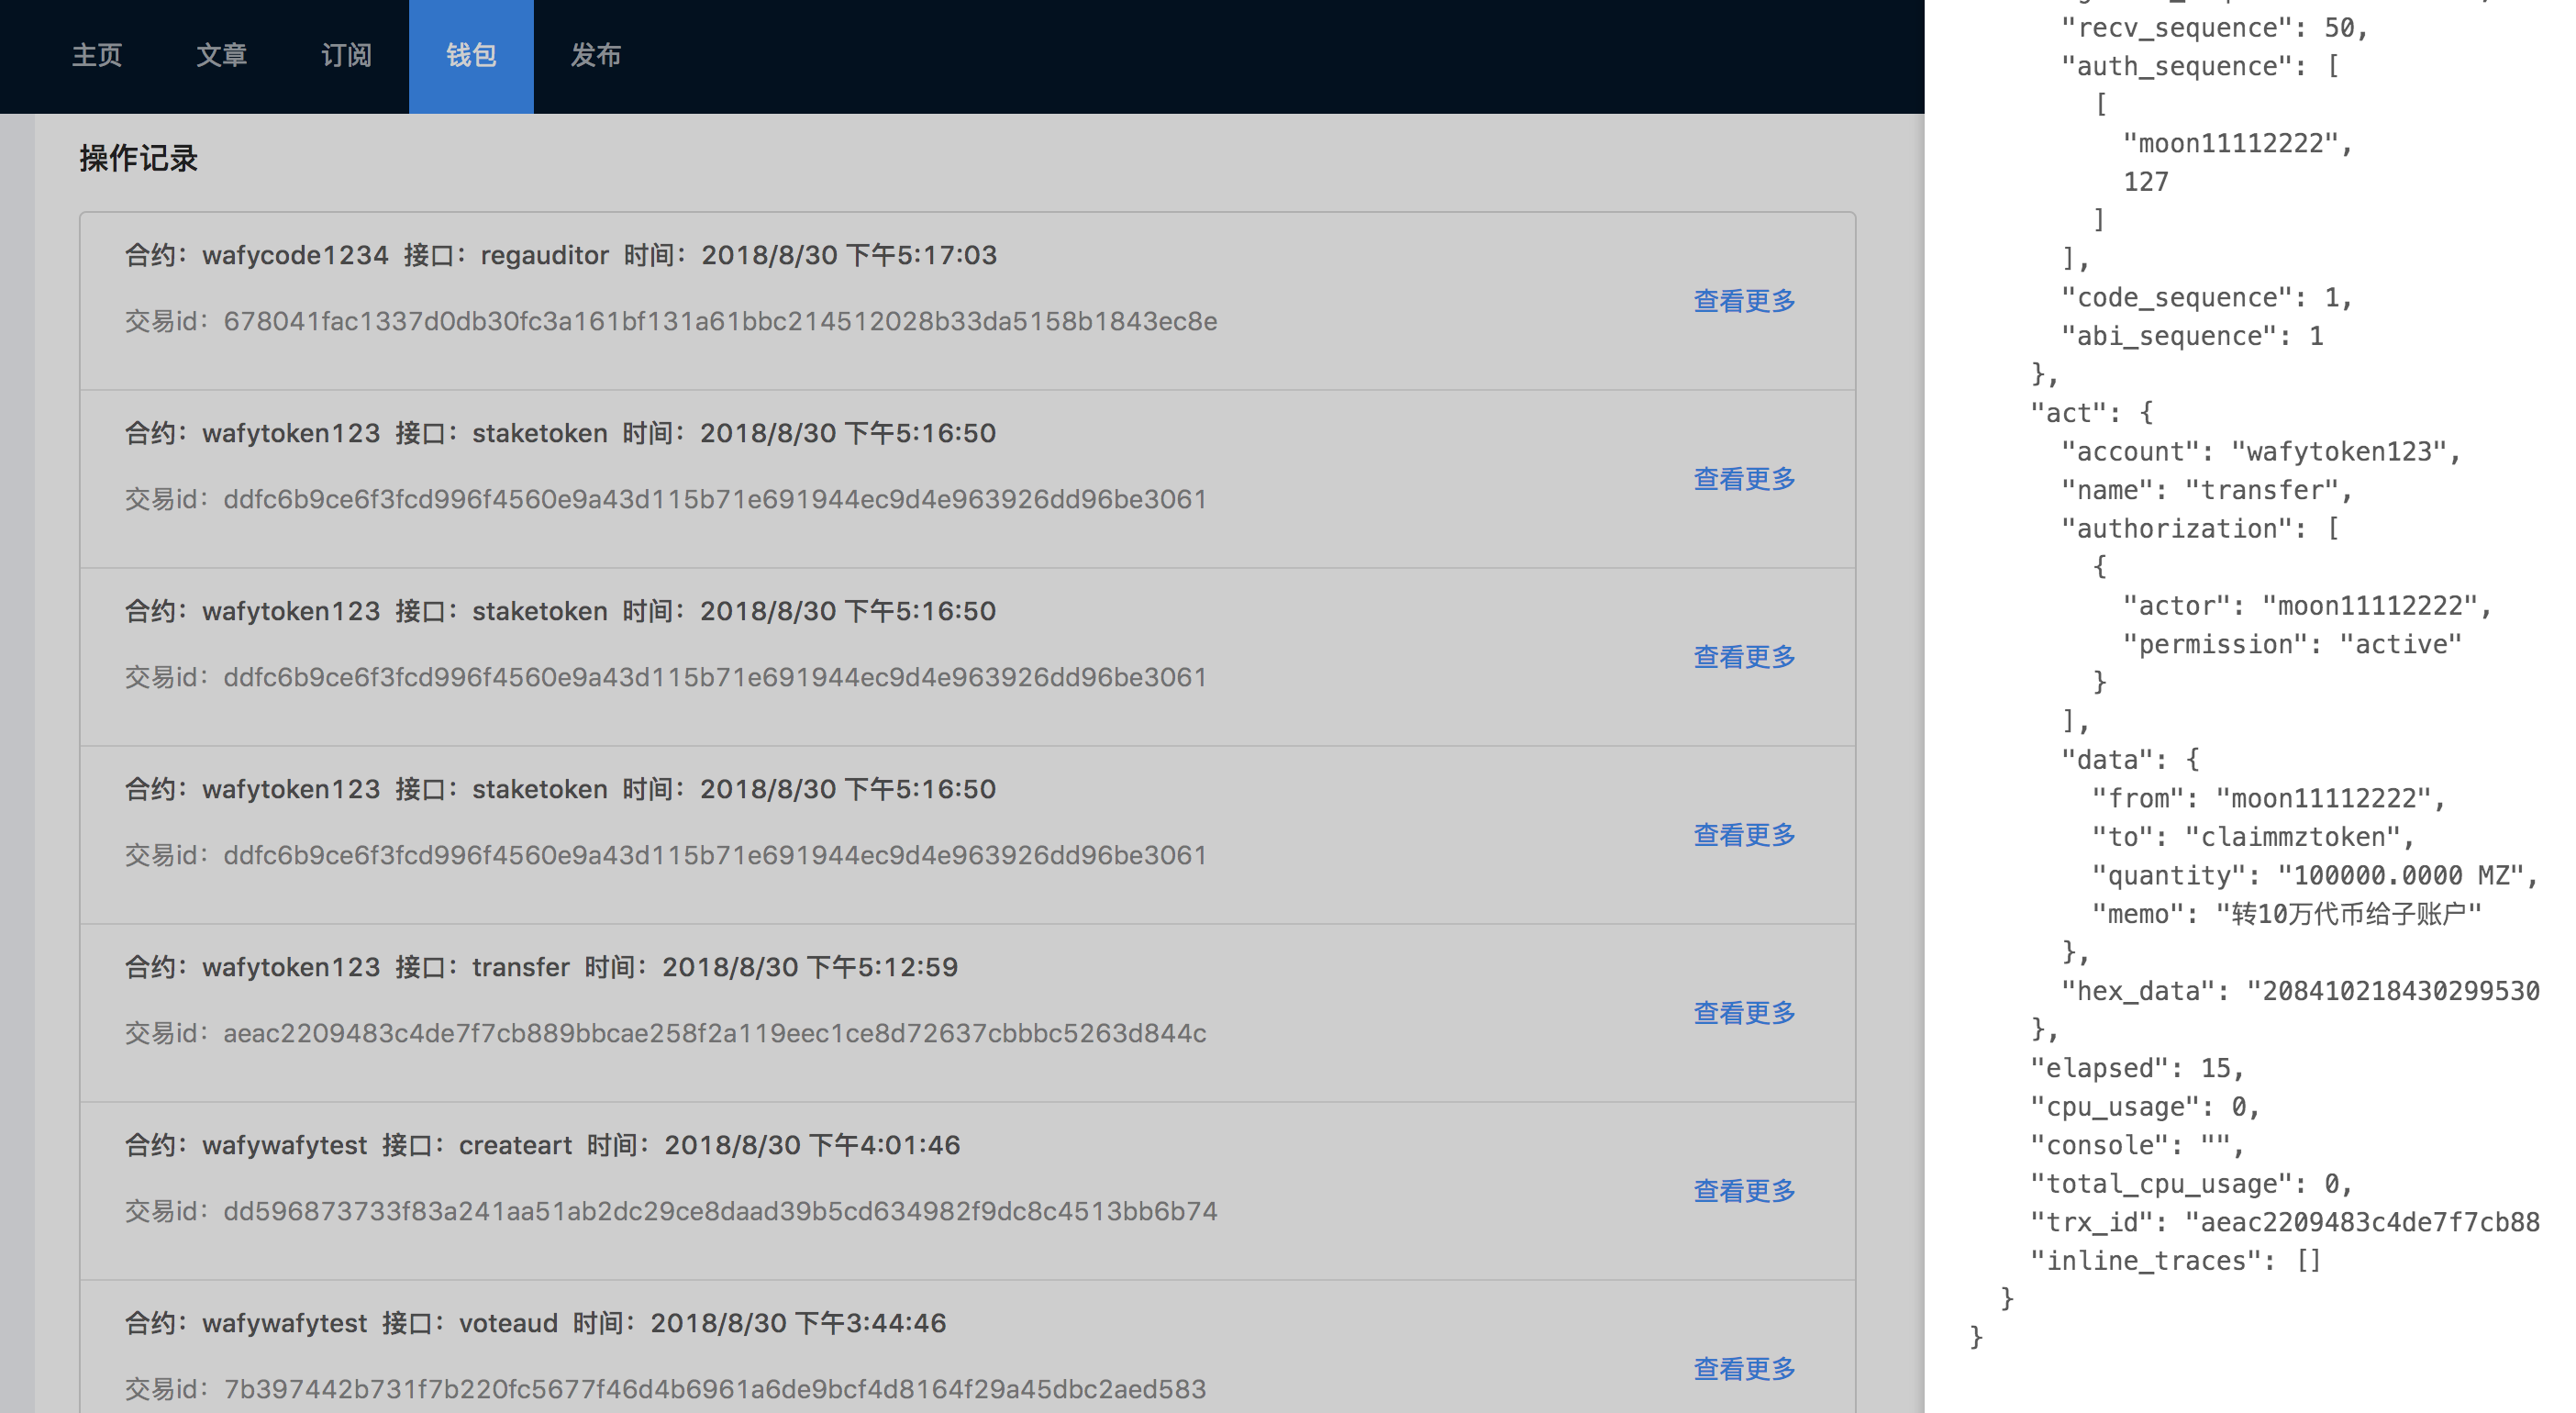 主页 文章 订阅 钱包 发布
操作记录
合约：wafycode1234 接口：regauditor 时间：2018/8/30 下午5:17:03
交易id：678041fac1337d0db30fc3a161bf131a61bbc214512028b33da5158b1843ec8e
查看更多
合约：wafytoken123 接口：staketoken 时间：2018/8/30 下午5:16:50
交易id：ddfc6b9ce6f3fcd996f4560e9a43d115b71e691944ec9d4e963926dd96be3061
查看更多
合约：wafytoken123 接口：staketoken 时间：2018/8/30 下午5:16:50
交易id：ddfc6b9ce6f3fcd996f4560e9a43d115b71e691944ec9d4e963926dd96be3061
查看更多
合约：wafytoken123 接口：staketoken 时间：2018/8/30 下午5:16:50
交易id：ddfc6b9ce6f3fcd996f4560e9a43d115b71e691944ec9d4e963926dd96be3061
查看更多
合约：wafytoken123 接口：transfer 时间：2018/8/30 下午5:12:59
交易id：aeac2209483c4de7f7cb889bbcae258f2a119eec1ce8d72637cbbbc5263d844c
查看更多
合约：wafywafytest 接口：createart 时间：2018/8/30 下午4:01:46
交易id：dd596873733f83a241aa51ab2dc29ce8daad39b5cd634982f9dc8c4513bb6b74
查看更多
合约：wafywafytest 接口：voteaud 时间：2018/8/30 下午3:44:46
交易id：7b397442b731f7b220fc5677f46d4b6961a6de9bcf4d8164f29a45dbc2aed583
查看更多
"recv_sequence": 50,
"auth_sequence": [
[
"moon11112222",
127
]
],
"code_sequence": 1,
"abi_sequence": 1
},
"act": {
"account": "wafytoken123",
"name": "transfer",
"authorization": [
{
"actor": "moon11112222",
"permission": "active"
}
],
"data": {
"from": "moon11112222",
"to": "claimmztoken",
"quantity": "100000.0000 MZ",
"memo": "转10万代币给子账户"
},
"hex_data": "208410218430299530
},
"elapsed": 15,
"cpu_usage": 0,
"console": "",
"total_cpu_usage": 0,
"trx_id": "aeac2209483c4de7f7cb88
"inline_traces": []
}
}